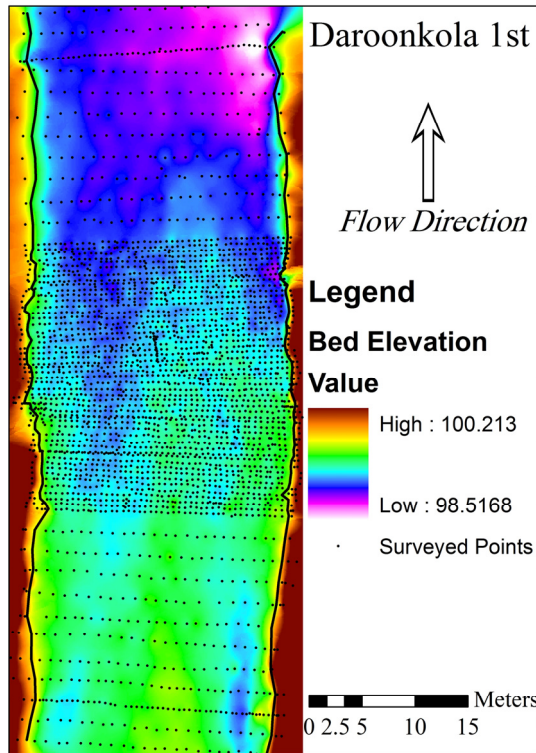 Daroonkola 1st
Flow Direction
Legend
Bed Elevation
Value
High : 100.213
Low : 98.5168
Surveyed Points
Meters
0 2.5 5 10 15